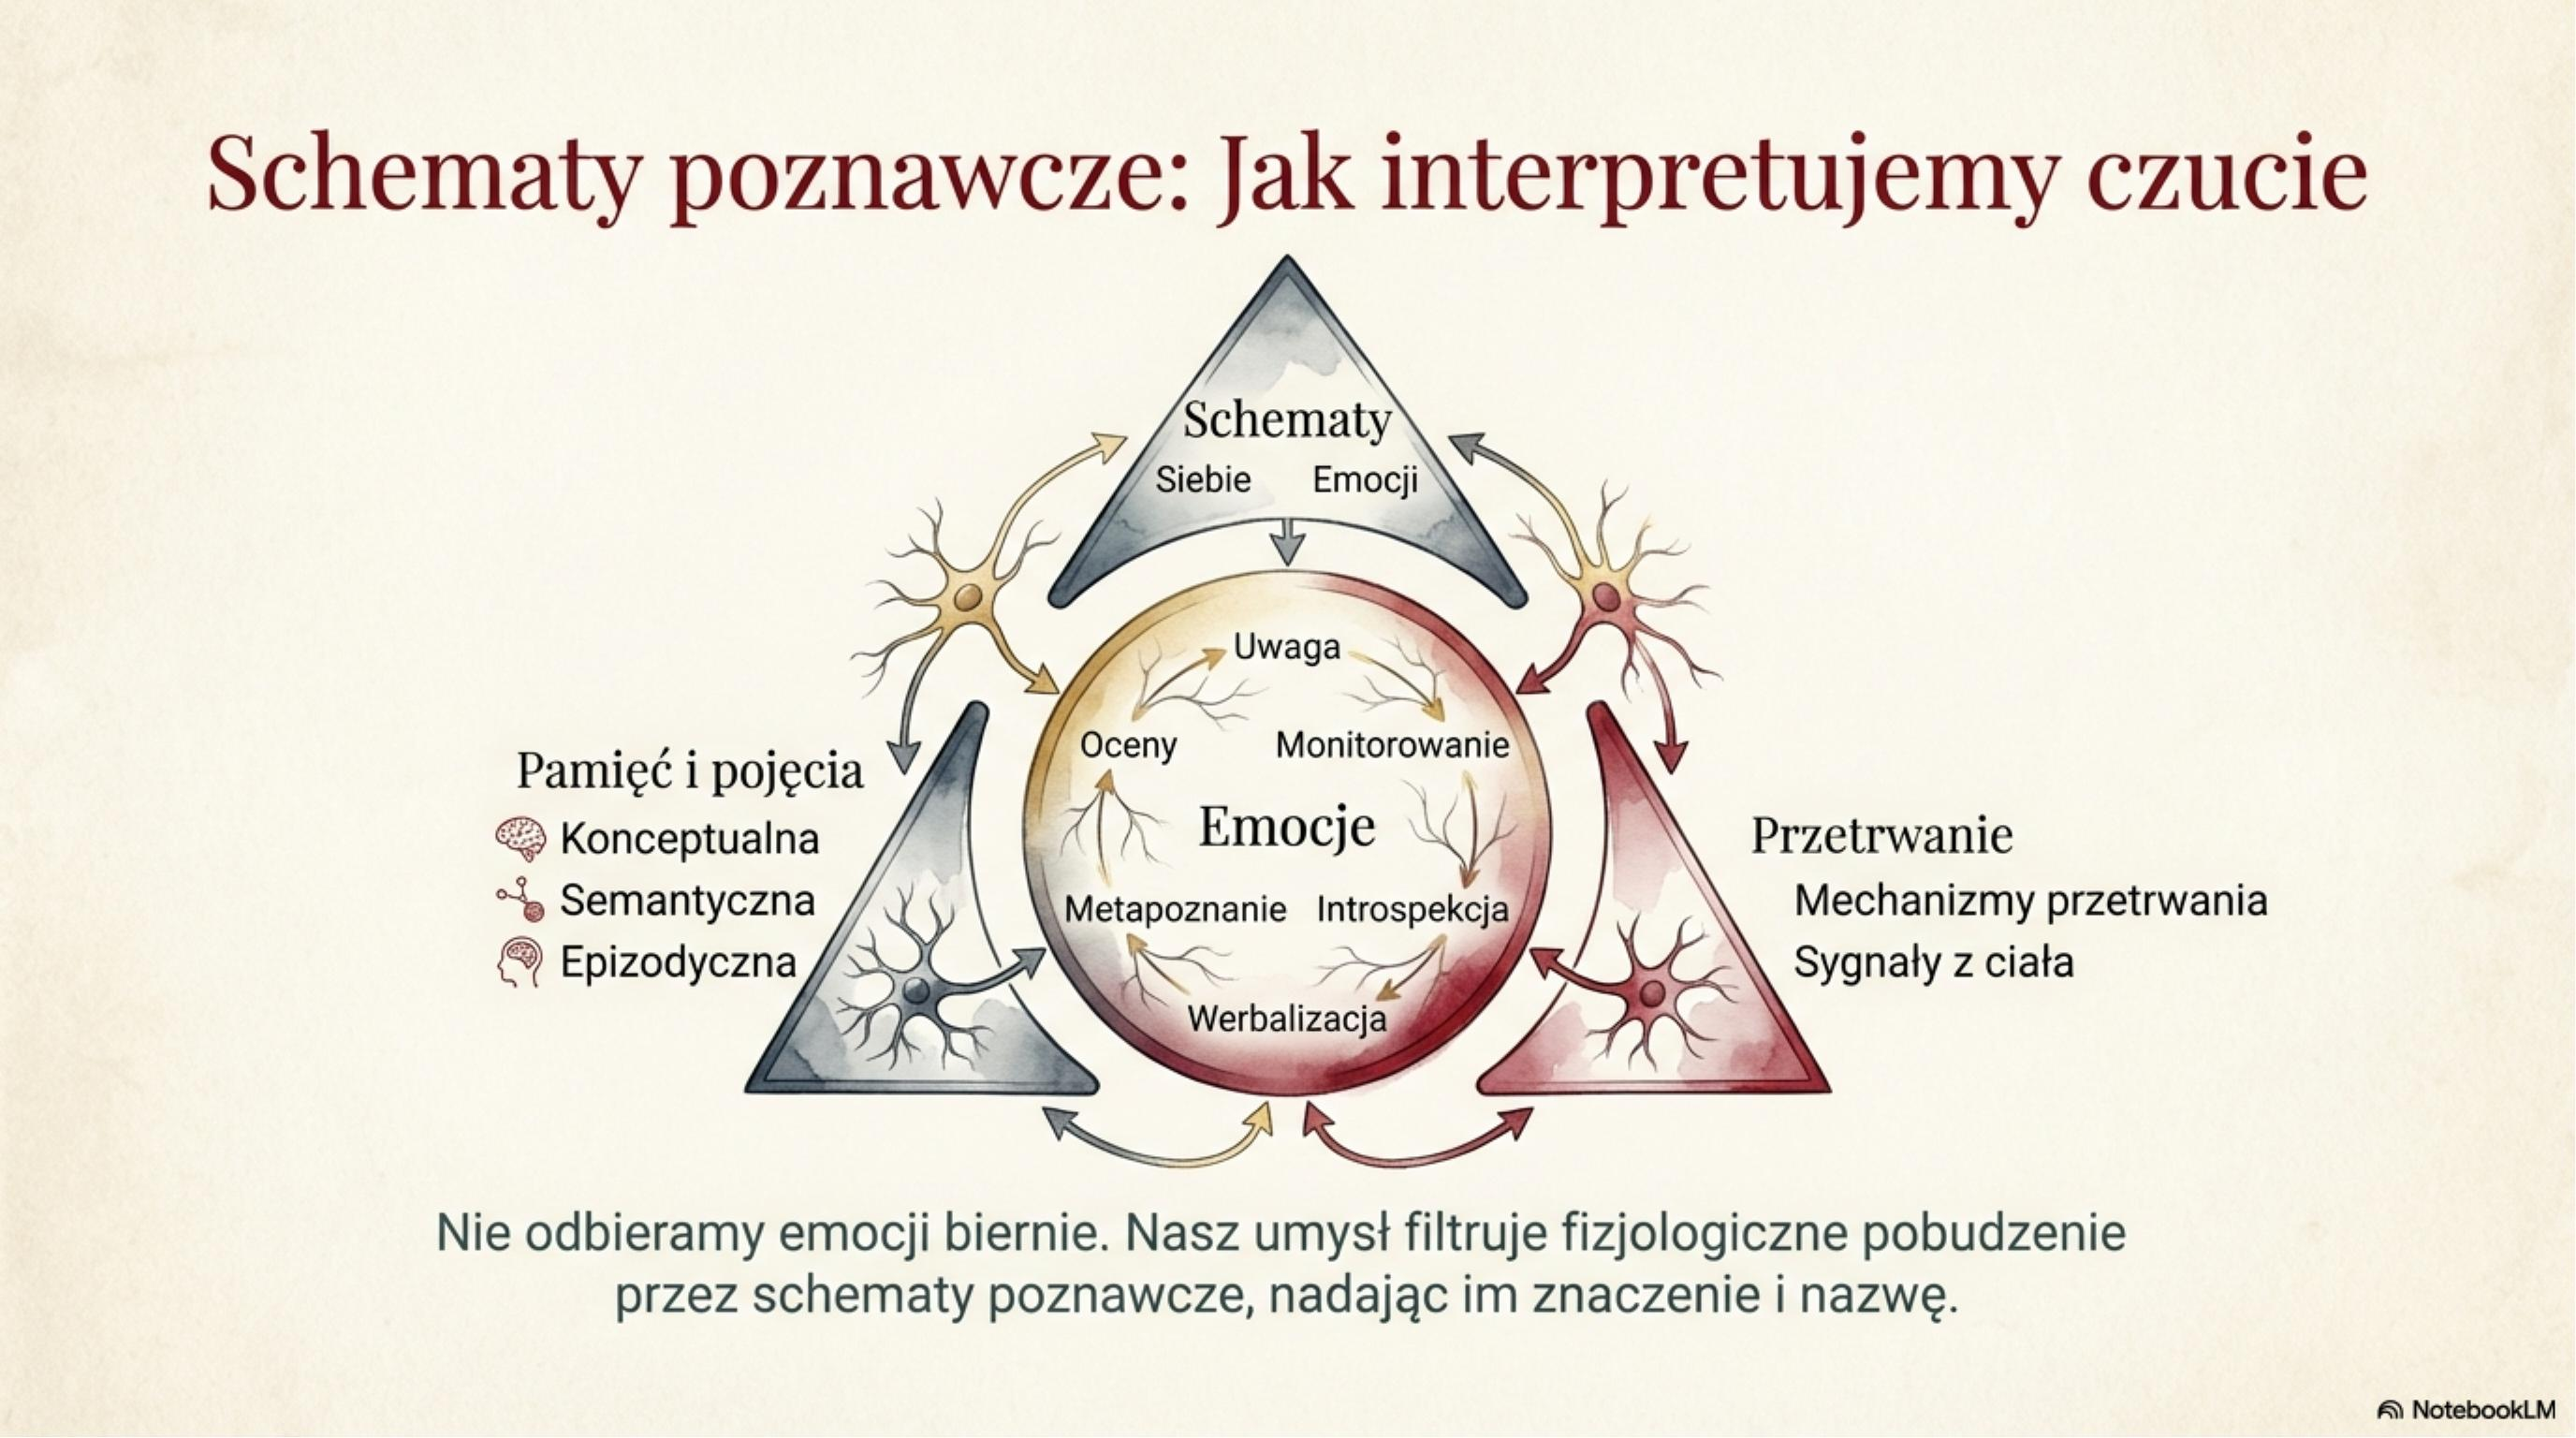 Schematy poznawcze: Jak interpretujemy czucie
Schematy
Siebie Emocji
Uwaga
Oceny Monitorowanie
Emocje
Metapoznanie Introspekcja
Werbalizacja
Pamięć i pojęcia
Konceptualna
Semantyczna
Epizodyczna
Przetrwanie
Mechanizmy przetrwania
Sygnały z ciała
Nie odbieramy emocji biernie. Nasz umysł filtruje fizjologiczne pobudzenie
przez schematy poznawcze, nadając im znaczenie i nazwę.
NotebookLM